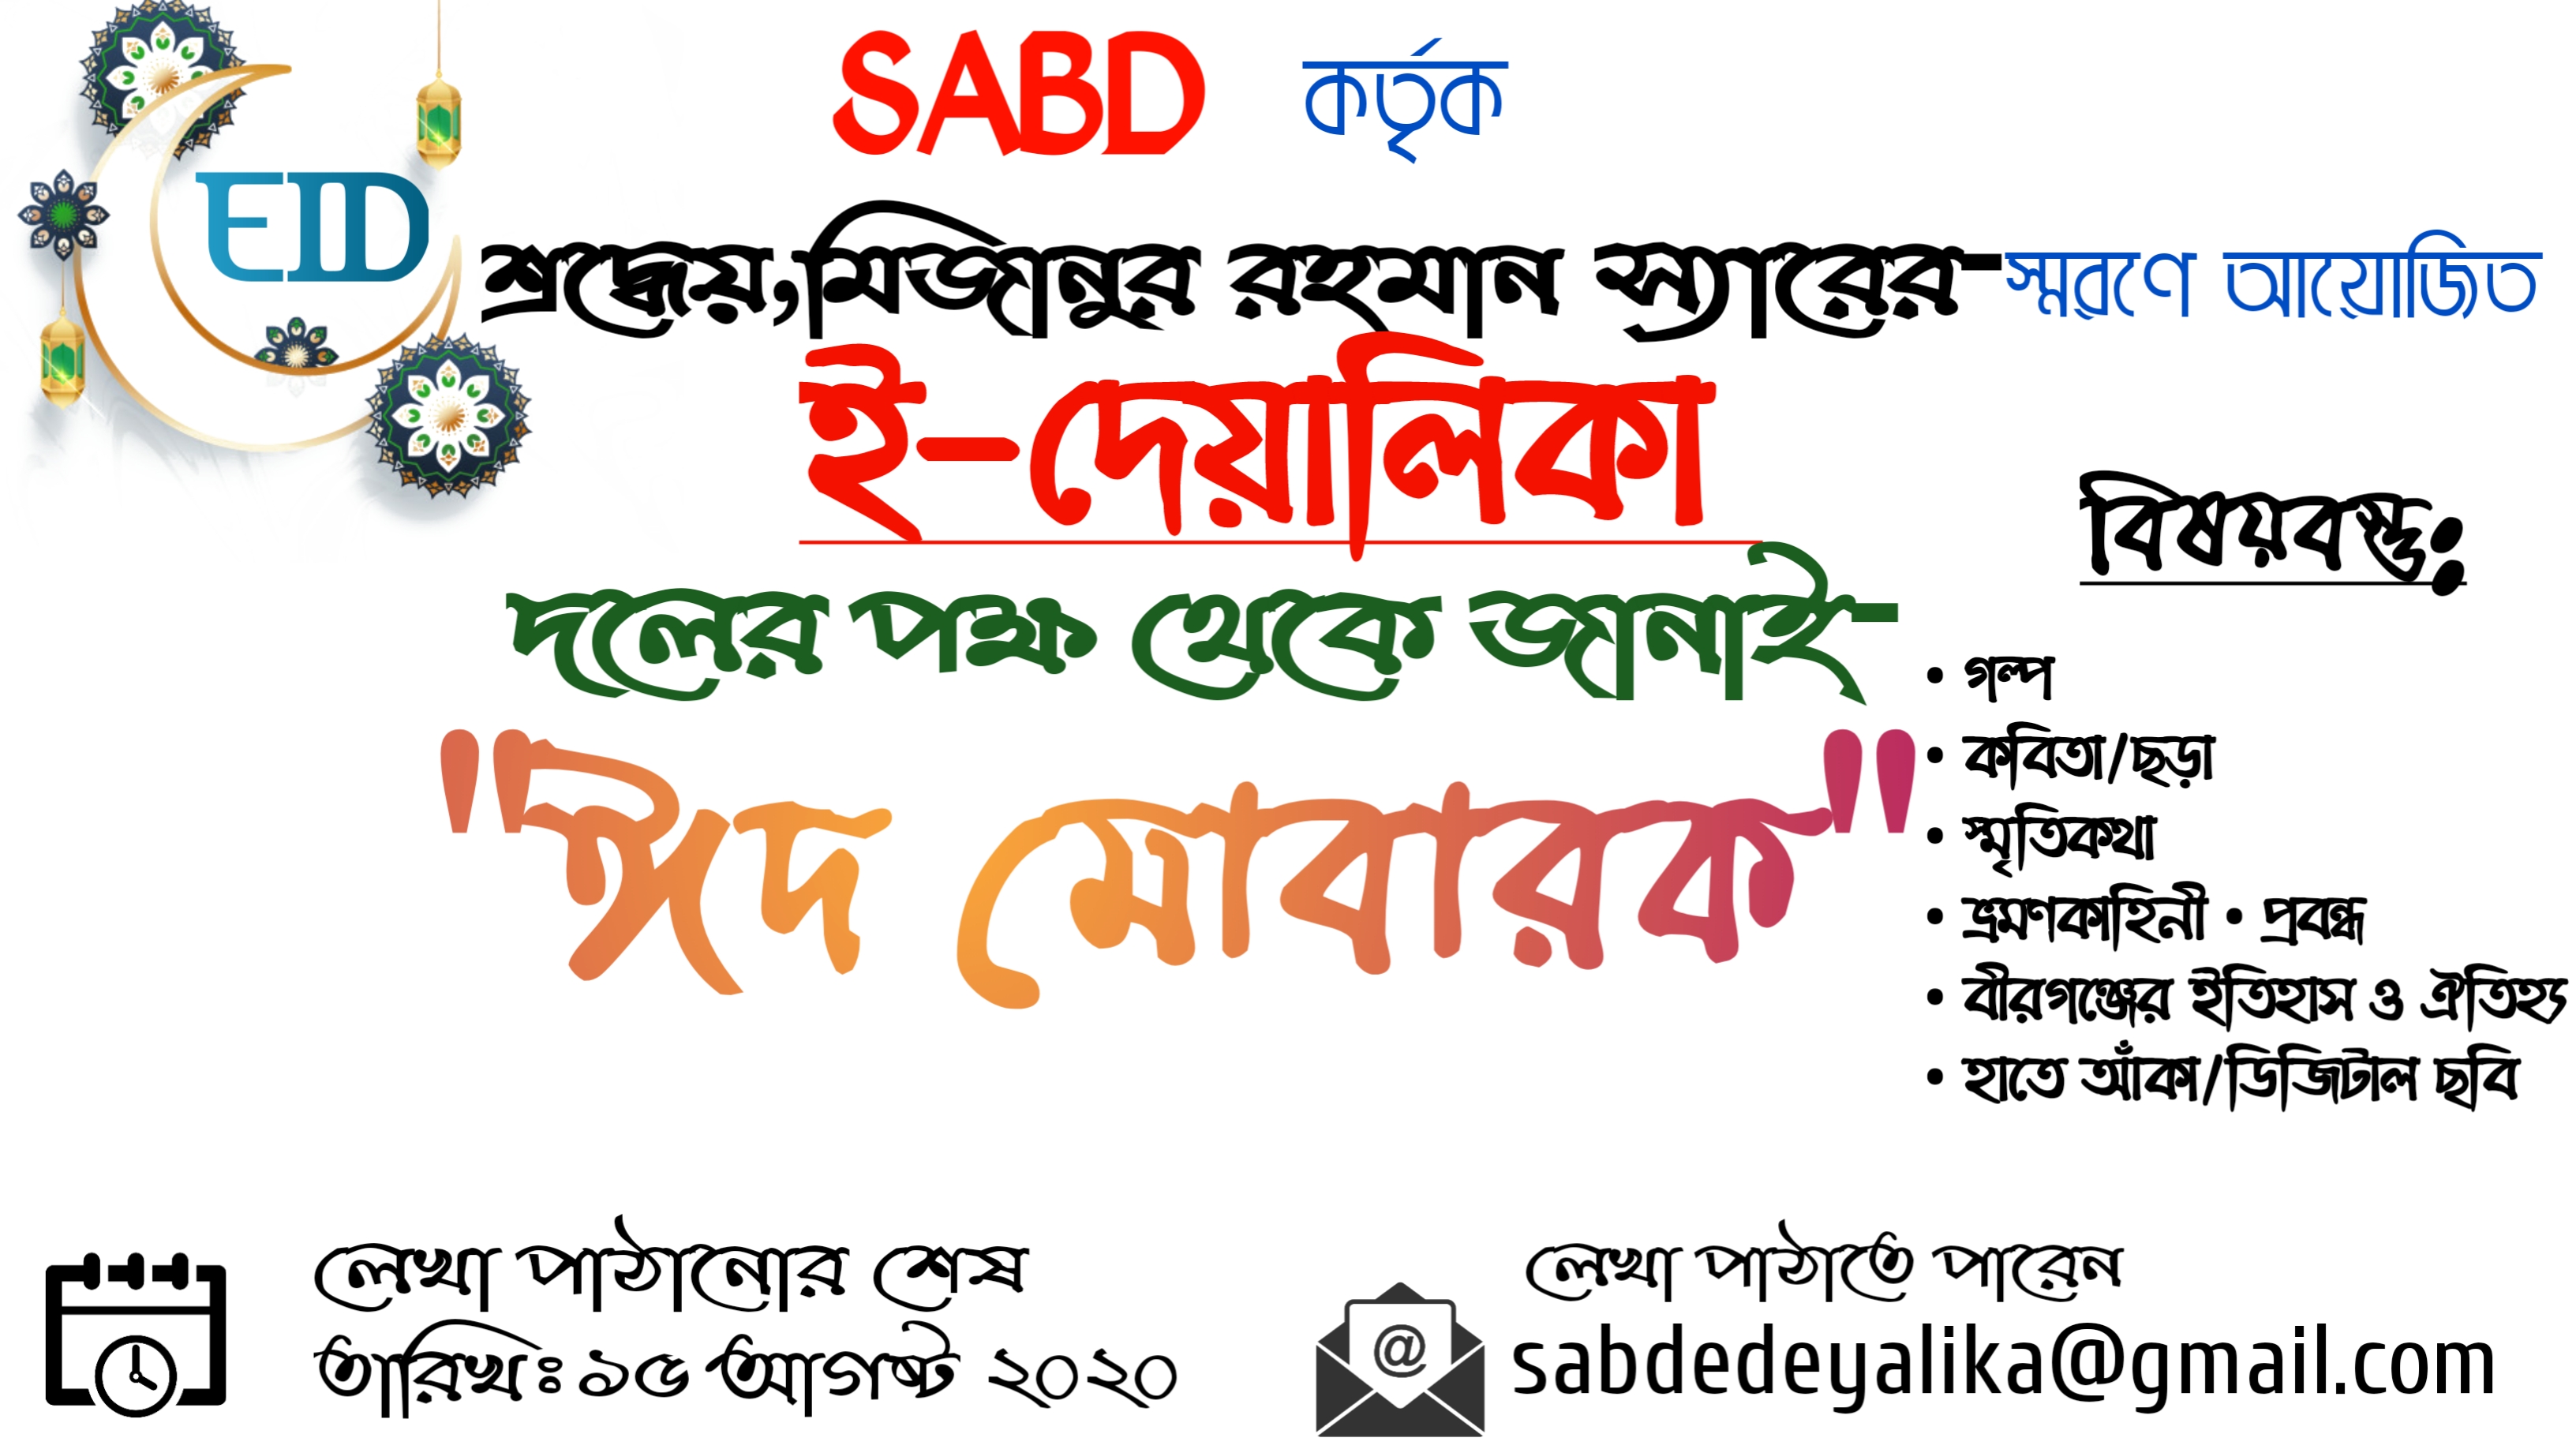 SABD কর্তৃক
EID
শ্রদ্ধেয়,মিজানুর রহমান স্যারের-স্মরণে আয়োজিত
ই-দেয়ালিকা
বিষয়বস্তু:
দলের পক্ষ থেকে জানাই-
"ঈদ মোবারক"
• গল্প
• কবিতা/ছড়া
• স্মৃতিকথা
• ভ্রমণকাহিনী • প্রবন্ধ
• বীরগঞ্জের ইতিহাস ও ঐতিহ্য
• হাতে আঁকা/ডিজিটাল ছবি
লেখা পাঠানোর শেষ
তারিখঃ১৫ আগষ্ট ২০২০
লেখা পাঠাতে পারেন
@
sabdedeyalika@gmail.com